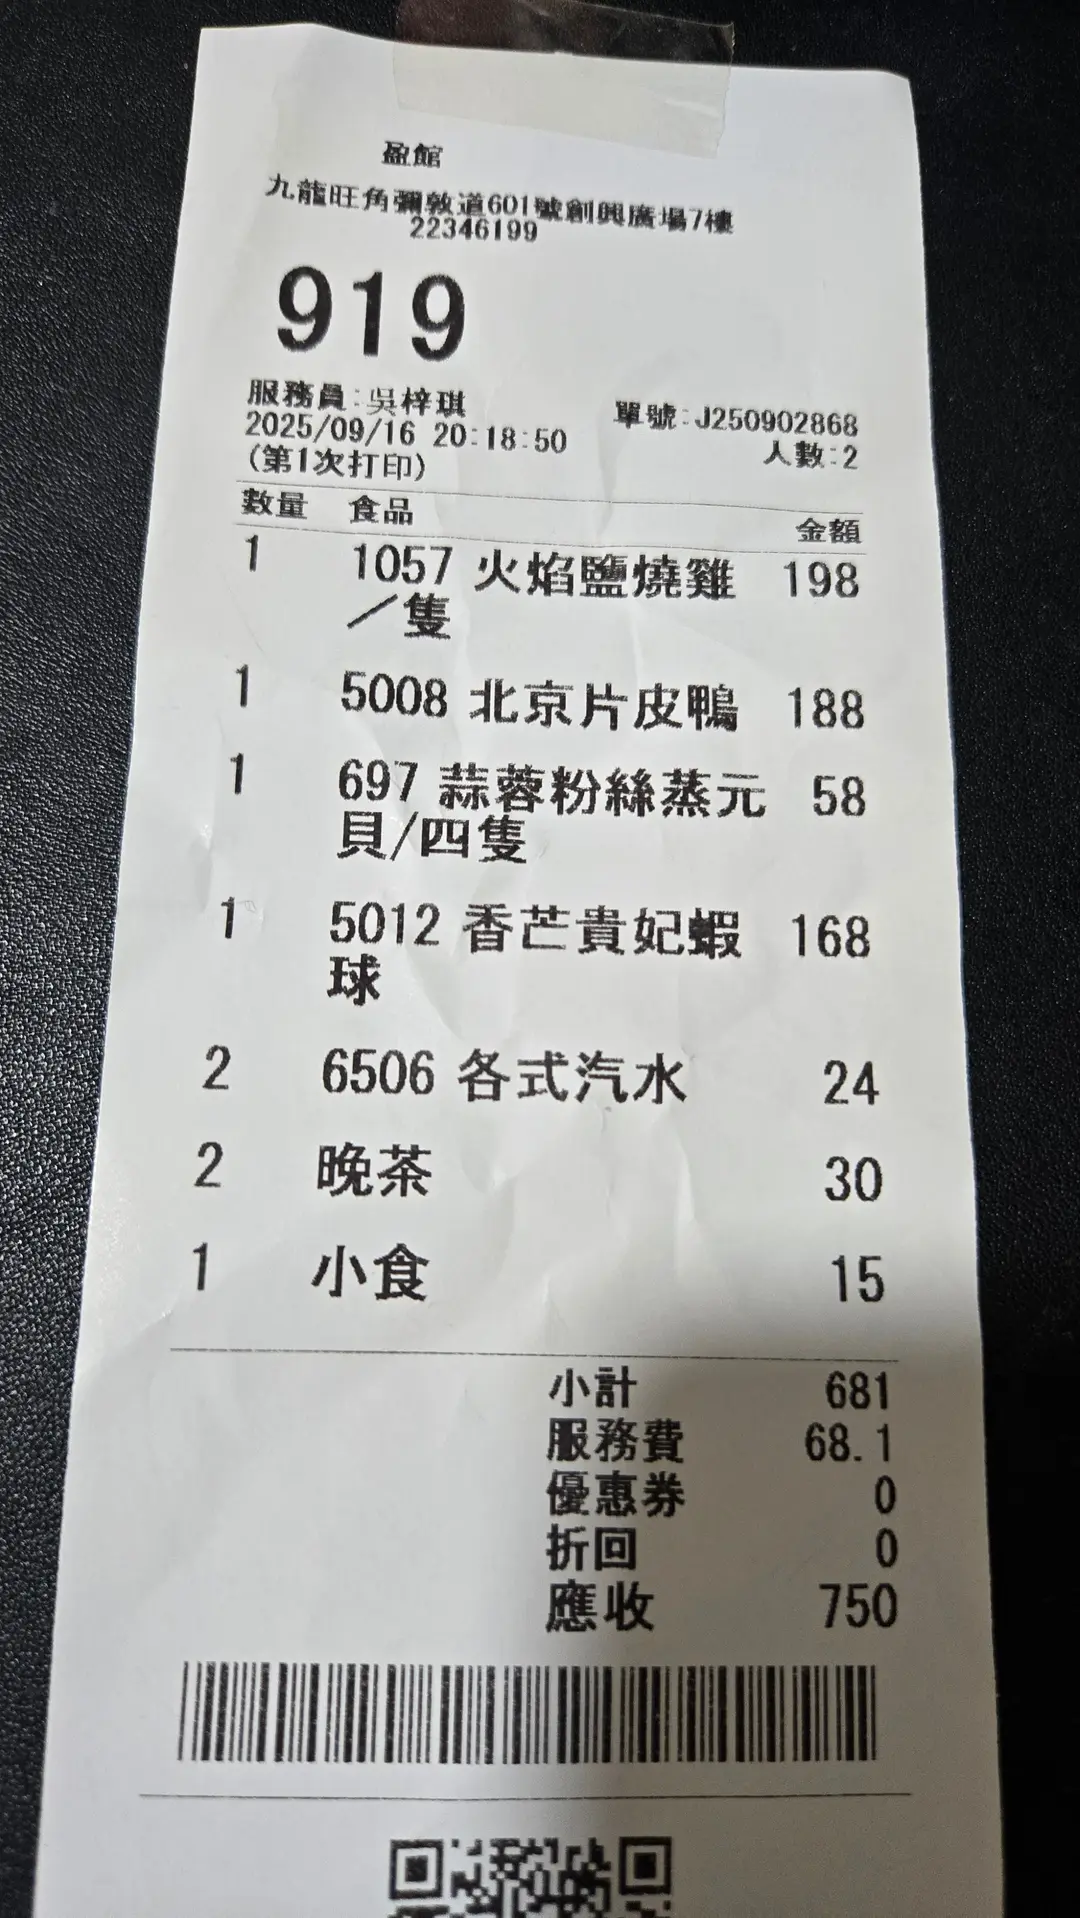 盈館
九龍旺角彌敦道601號創興廣場7樓
22346199
919
服務員:吳梓琪
單號:J250902868
2025/09/16 20:18:50
人數:2
(第1次打印)
數量 食品 金額
1 1057 火焰鹽燒雞 198
／隻
1 5008 北京片皮鴨 188
1 697 蒜蓉粉絲蒸元 58
貝/四隻
1 5012 香芒貴妃蝦 168
球
2 6506 各式汽水 24
2 晚茶 30
1 小食 15
小計 681
服務費 68.1
優惠券 0
折回 0
應收 750